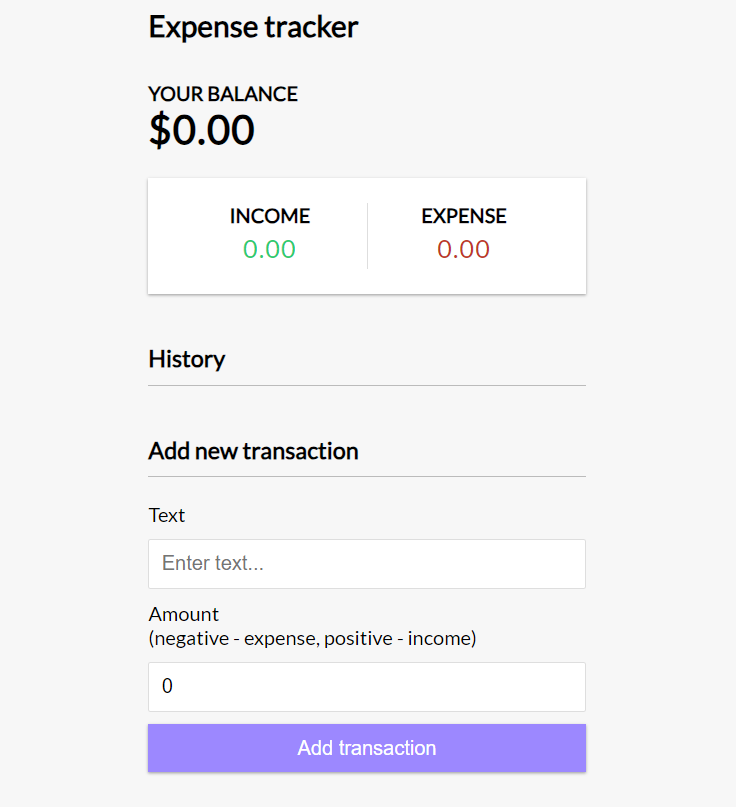 Expense tracker
YOUR BALANCE
$0.00
INCOME
EXPENSE
0.00
0.00
History
Add new transaction
Text
Enter text...
Amount
(negative - expense, positive - income)
0
Add transaction